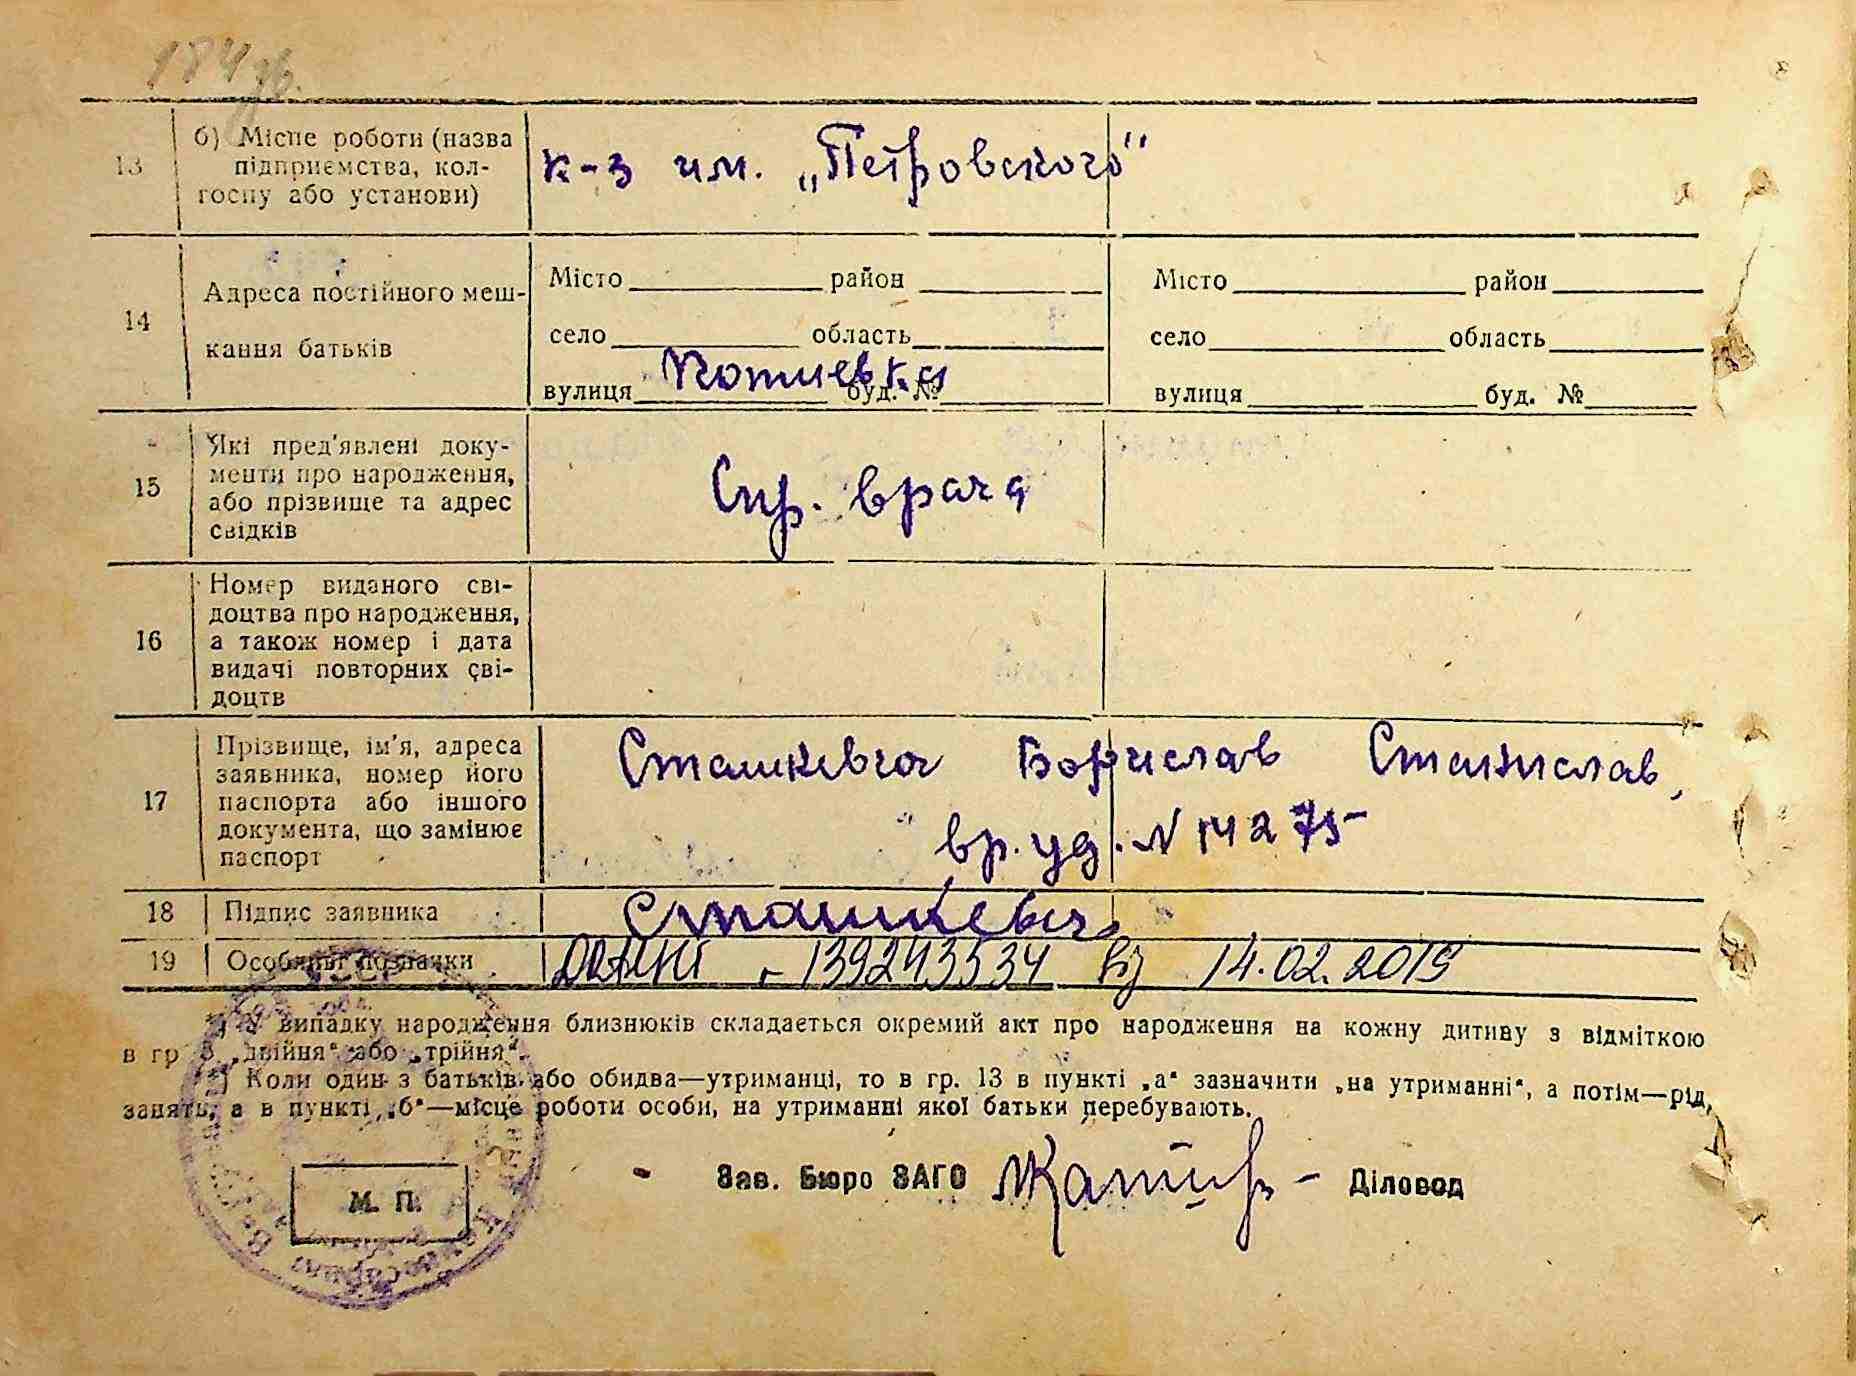 184 зв.
13
б) Місце роботи (назва
підприємства, кол-
госпу або установи)
к-з им. „Петровского"
14
Адреса постійного меш-
кання батьків
Місто район
село область
вулиця Потиевка буд. №
Місто район
село область
вулиця буд. №
15
Які пред'явлені доку-
менти про народження,
або прізвище та адрес
свідків
Спр. врача
16
Номер виданого сві-
доцтва про народження,
а також номер і дата
видачі повторних сві-
доцтв
17
Прізвище, ім'я, адреса
заявника, номер його
паспорта або іншого
документа, що замінює
паспорт
Сташкевич Борислав Станислав,
вр. уд. N 14275
18 Підпис заявника
Сташкевич
19 Особливі позначки
139243534 від 14.02.2019
*) У випадку народження близнюків складається окремий акт про народження на кожну дитину з відміткою
в гр 3 „двійня" або „трійня".
*) Коли один з батьків або обидва—утриманці, то в гр. 13 в пункті „а" зазначити „на утриманні", а потім—рід
занять, а в пункті „б"—місце роботи особи, на утриманні якої батьки перебувають.
Зав. Бюро ЗАГС Діловод
М. П.